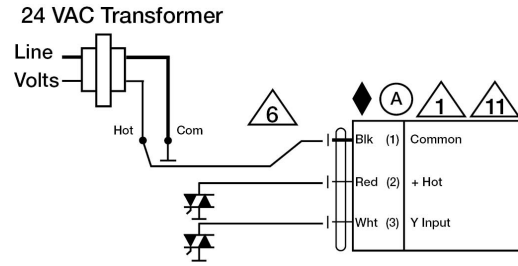 24 VAC Transformer
Line
Volts
Hot Com
6
A 1 11
Blk (1) Common
Red (2) + Hot
Wht (3) Y Input